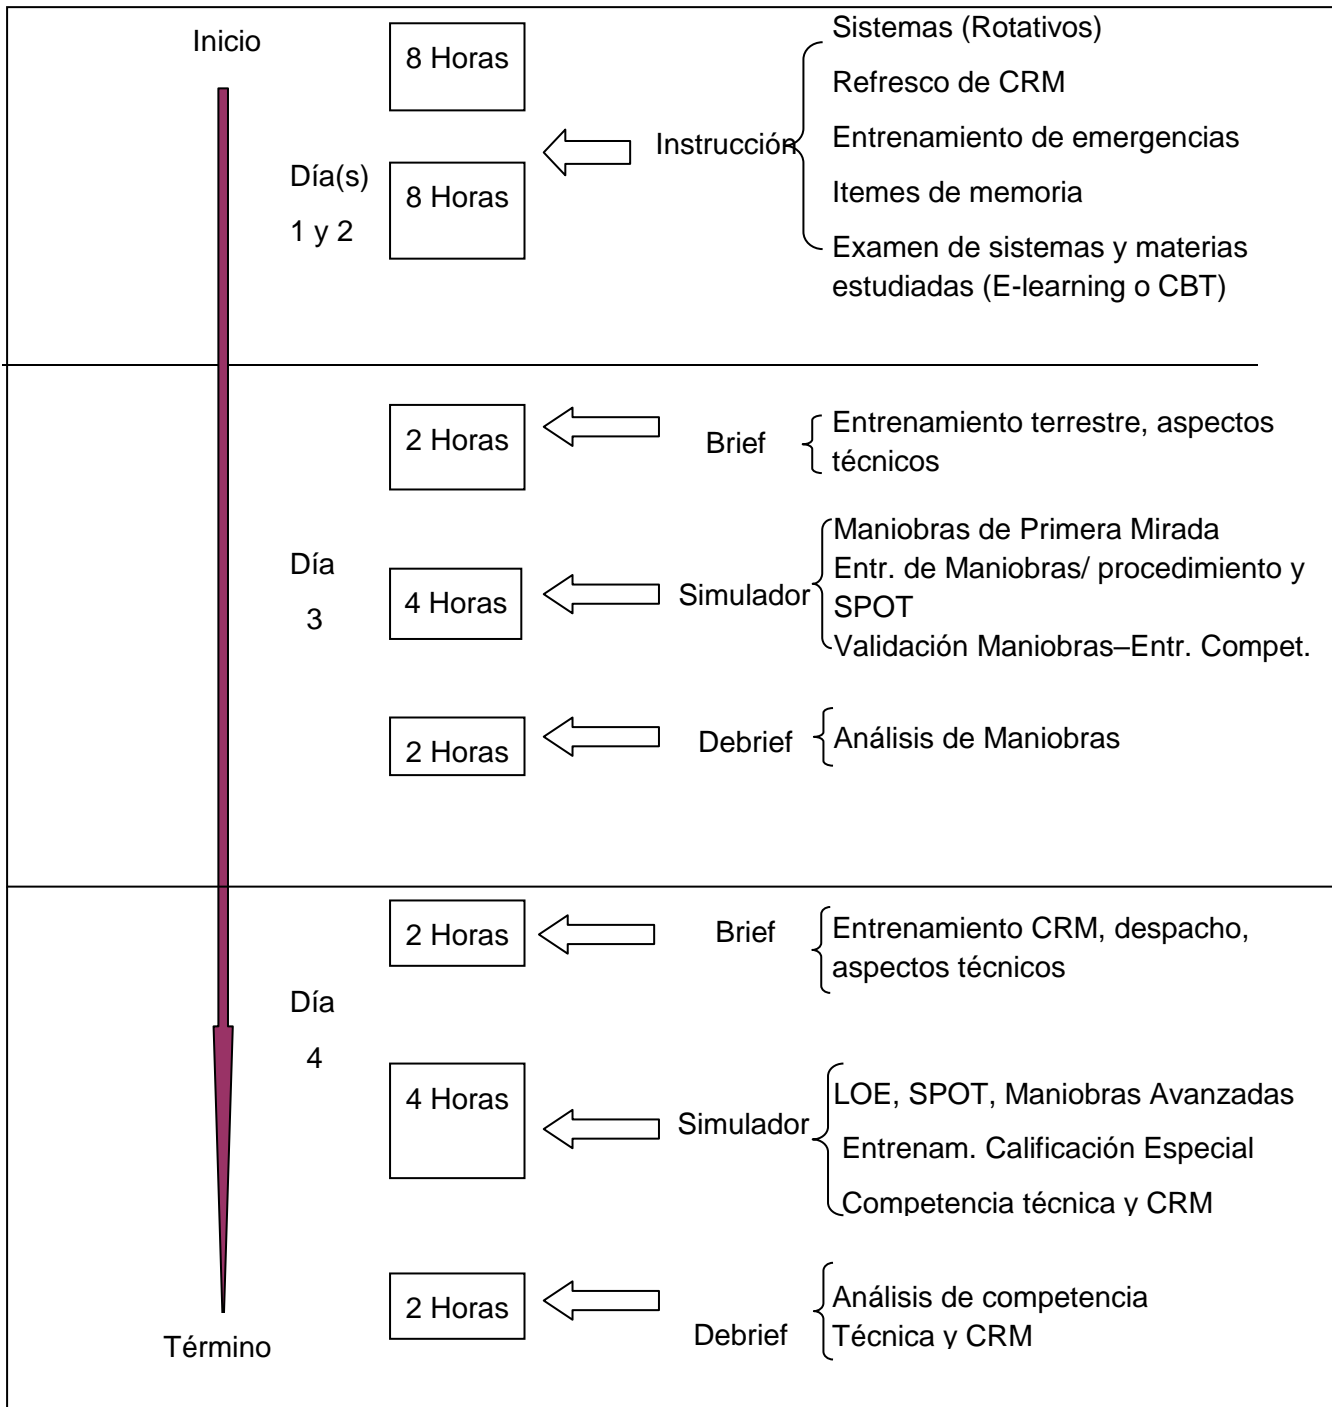 Inicio
8 Horas
Día(s)
1 y 2
8 Horas
Instrucción
Sistemas (Rotativos)
Refresco de CRM
Entrenamiento de emergencias
Itemes de memoria
Examen de sistemas y materias
estudiadas (E-learning o CBT)
Día
3
2 Horas
Brief
Entrenamiento terrestre, aspectos
técnicos
4 Horas
Simulador
Maniobras de Primera Mirada
Entr. de Maniobras/ procedimiento y
SPOT
Validación Maniobras–Entr. Compet.
2 Horas
Debrief
Análisis de Maniobras
Día
4
2 Horas
Brief
Entrenamiento CRM, despacho,
aspectos técnicos
4 Horas
Simulador
LOE, SPOT, Maniobras Avanzadas
Entrenam. Calificación Especial
Competencia técnica y CRM
2 Horas
Debrief
Análisis de competencia
Técnica y CRM
Término